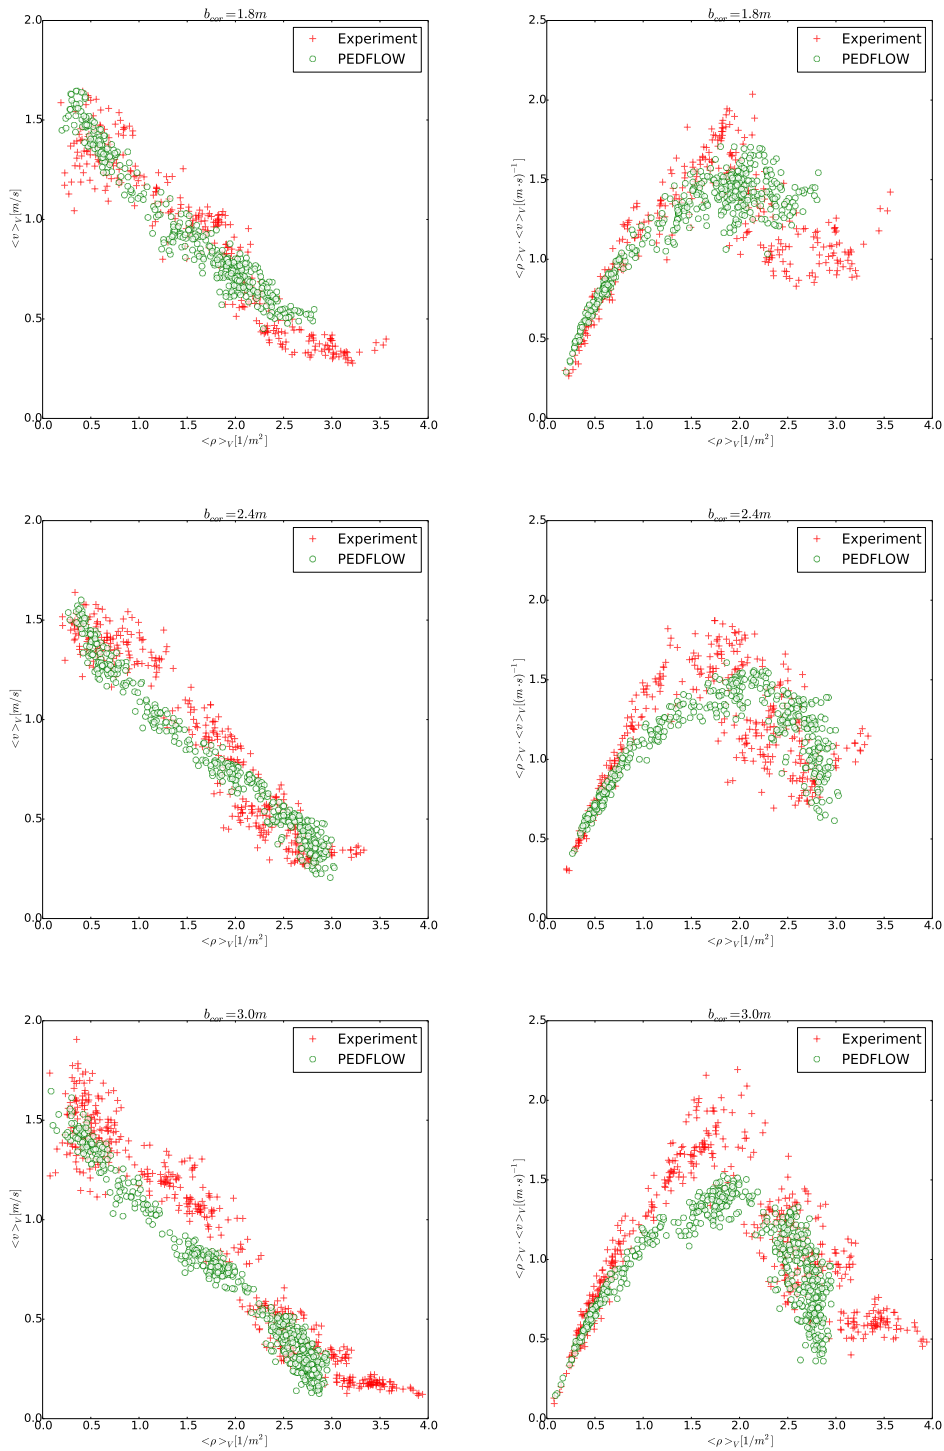 b_cor = 1.8m
Experiment
PEDFLOW
<v>_V [m/s]
2.0
1.5
1.0
0.5
0.0
0.0 0.5 1.0 1.5 2.0 2.5 3.0 3.5 4.0
<ρ>_V [1/m²]
b_cor = 1.8m
Experiment
PEDFLOW
<ρ>_V · <v>_V [(m·s)⁻¹]
2.5
2.0
1.5
1.0
0.5
0.0
0.0 0.5 1.0 1.5 2.0 2.5 3.0 3.5 4.0
<ρ>_V [1/m²]
b_cor = 2.4m
Experiment
PEDFLOW
<v>_V [m/s]
2.0
1.5
1.0
0.5
0.0
0.0 0.5 1.0 1.5 2.0 2.5 3.0 3.5 4.0
<ρ>_V [1/m²]
b_cor = 2.4m
Experiment
PEDFLOW
<ρ>_V · <v>_V [(m·s)⁻¹]
2.5
2.0
1.5
1.0
0.5
0.0
0.0 0.5 1.0 1.5 2.0 2.5 3.0 3.5 4.0
<ρ>_V [1/m²]
b_cor = 3.0m
Experiment
PEDFLOW
<v>_V [m/s]
2.0
1.5
1.0
0.5
0.0
0.0 0.5 1.0 1.5 2.0 2.5 3.0 3.5 4.0
<ρ>_V [1/m²]
b_cor = 3.0m
Experiment
PEDFLOW
<ρ>_V · <v>_V [(m·s)⁻¹]
2.5
2.0
1.5
1.0
0.5
0.0
0.0 0.5 1.0 1.5 2.0 2.5 3.0 3.5 4.0
<ρ>_V [1/m²]